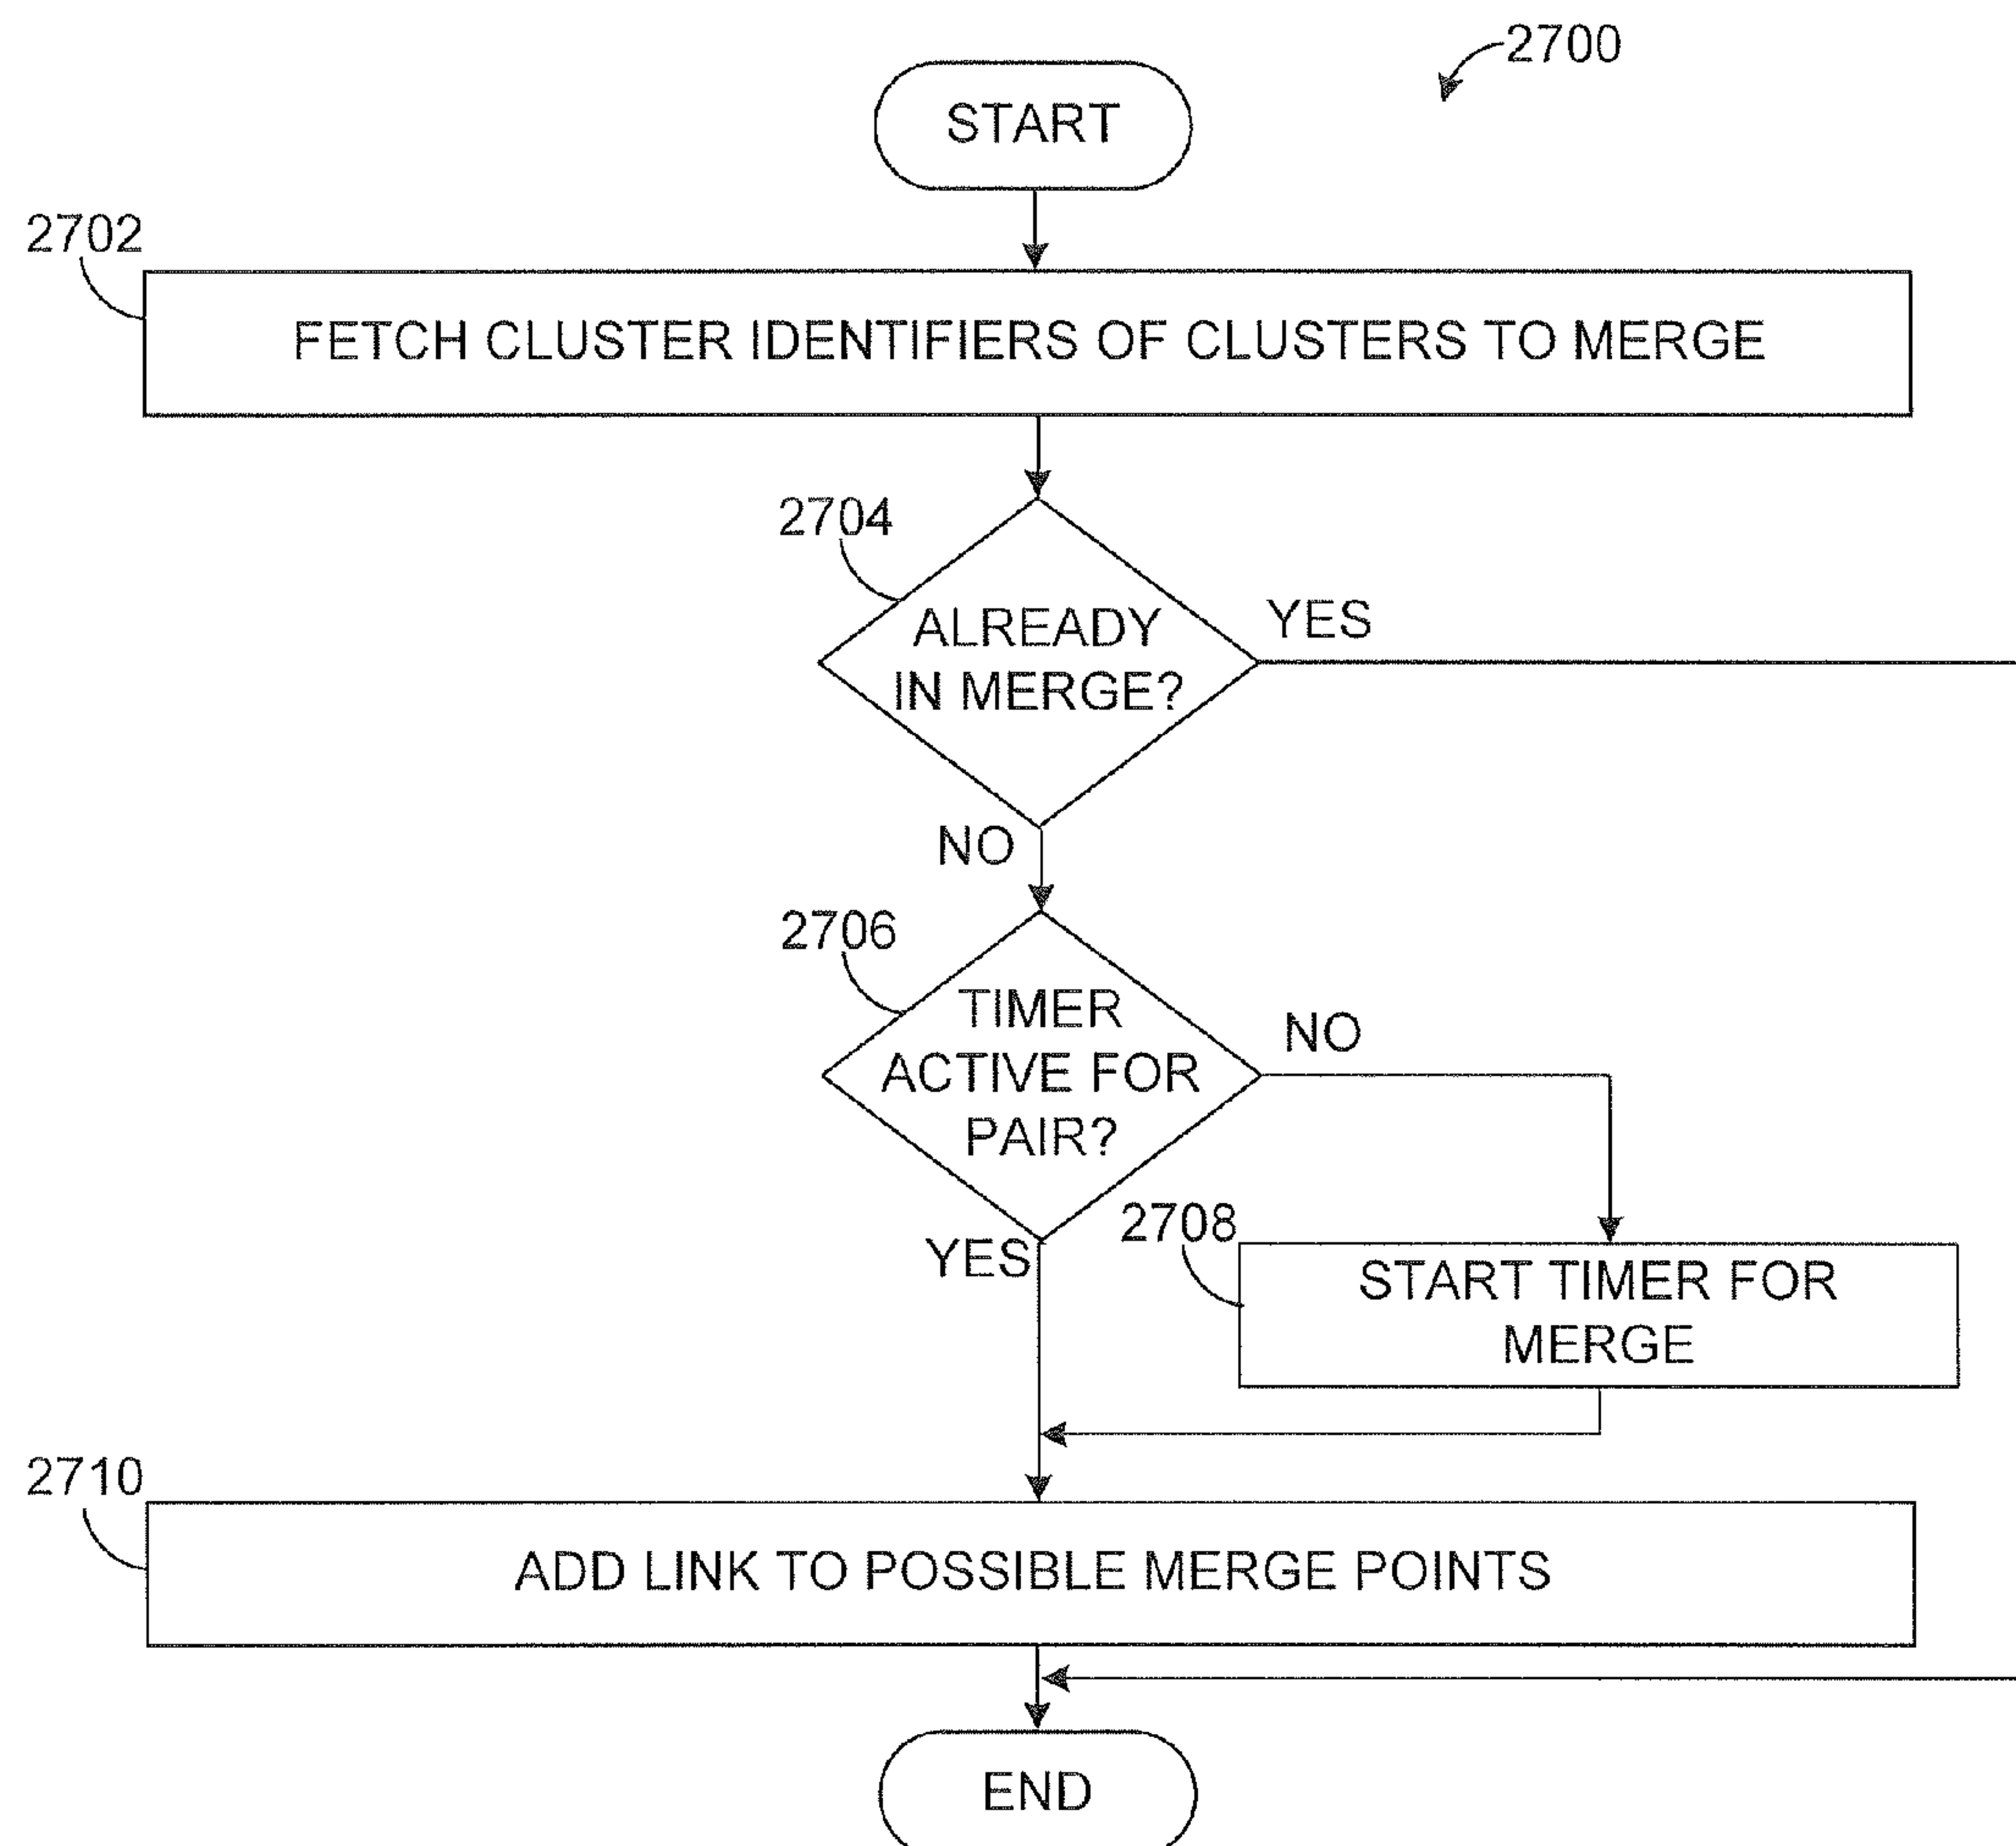 2700
START
2702
FETCH CLUSTER IDENTIFIERS OF CLUSTERS TO MERGE
2704
ALREADY
IN MERGE?
YES
NO
2706
TIMER
ACTIVE FOR
PAIR?
NO
YES
2708
START TIMER FOR
MERGE
2710
ADD LINK TO POSSIBLE MERGE POINTS
END